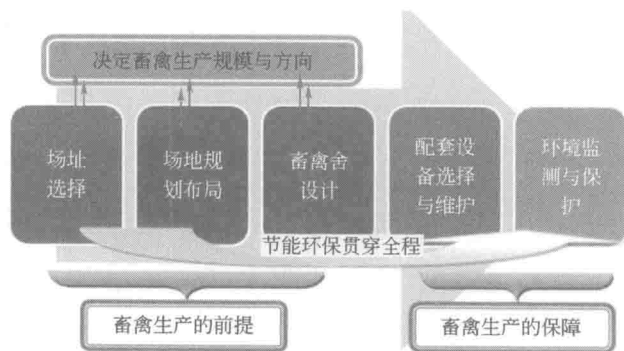 决定畜禽生产规模与方向
场址
选择
场地规
划布局
畜禽舍
设计
配套设
备选择
与维护
环境监
测与保
护
节能环保贯穿全程
畜禽生产的前提
畜禽生产的保障